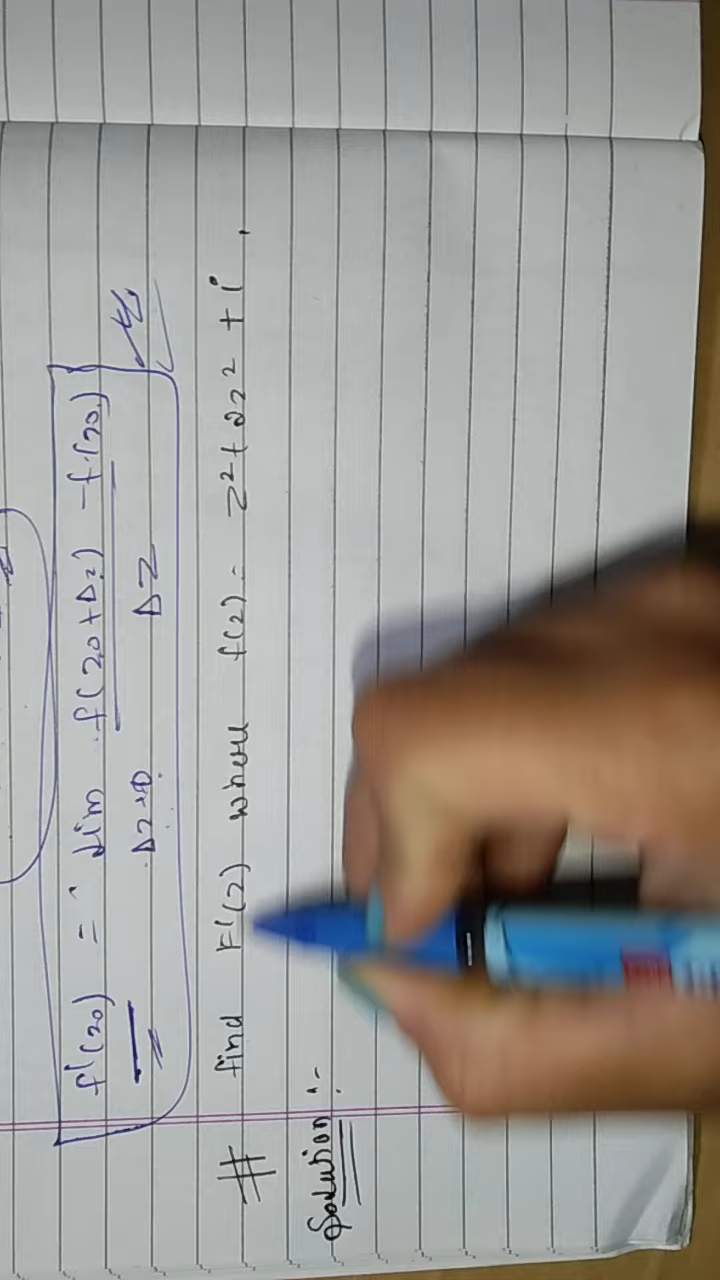 f'(z0) = lim f(z0+Δz) - f(z0)
Δz→0 Δz
# find F'(z) where f(z) = z²+2z² + i.
Solution :-